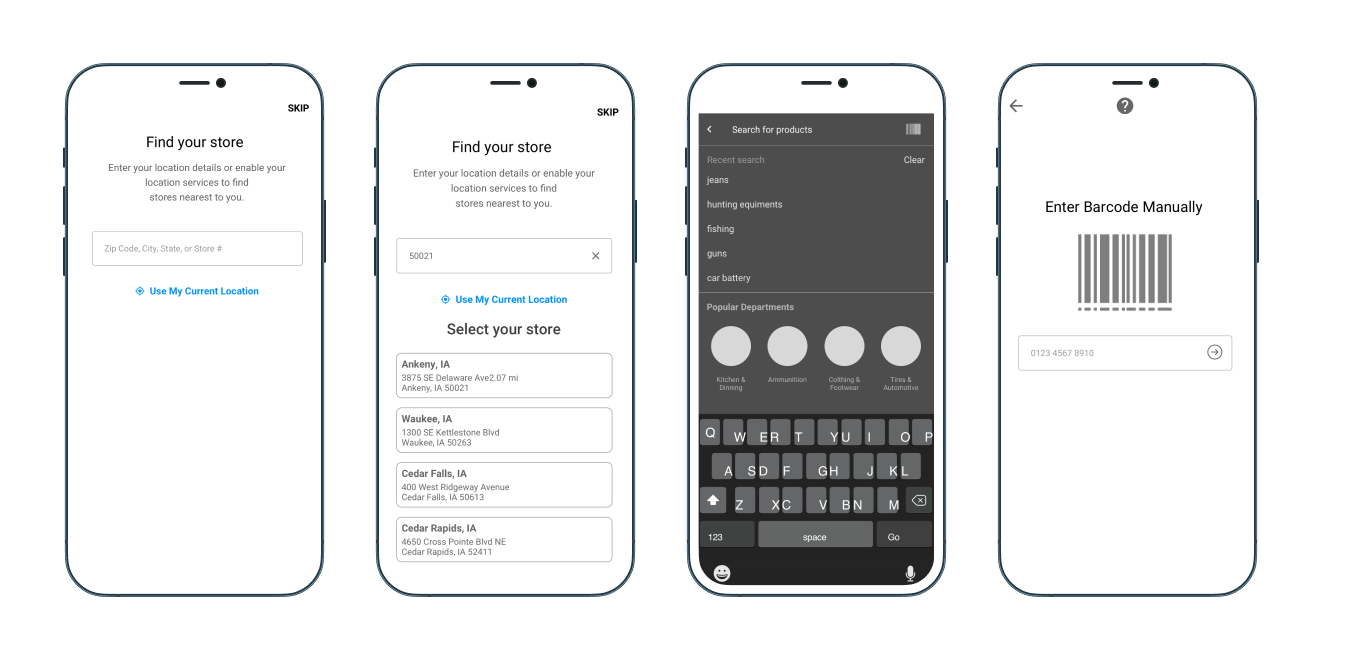 SKIP
Find your store
Enter your location details or enable your
location services to find
stores nearest to you.
Zip Code, City, State, or Store #
Use My Current Location
SKIP
Find your store
Enter your location details or enable your
location services to find
stores nearest to you.
50021
Use My Current Location
Select your store
Ankeny, IA
3875 SE Delaware Ave2.07 mi
Ankeny, IA 50021
Waukee, IA
1300 SE Kettlestone Blvd
Waukee, IA 50263
Cedar Falls, IA
400 West Ridgeway Avenue
Cedar Falls, IA 50613
Cedar Rapids, IA
4650 Cross Pointe Blvd NE
Cedar Rapids, IA 52411
Search for products
Recent search Clear
jeans
hunting equiments
fishing
guns
car battery
Popular Departments
Kitchen &
Dinning
Ammunitiion
Colthing &
Footwear
Tires &
Automotive
Q W E R T Y U I O P
A S D F G H J K L
Z X C V B N M
123 space Go
?
Enter Barcode Manually
0123 4567 8910